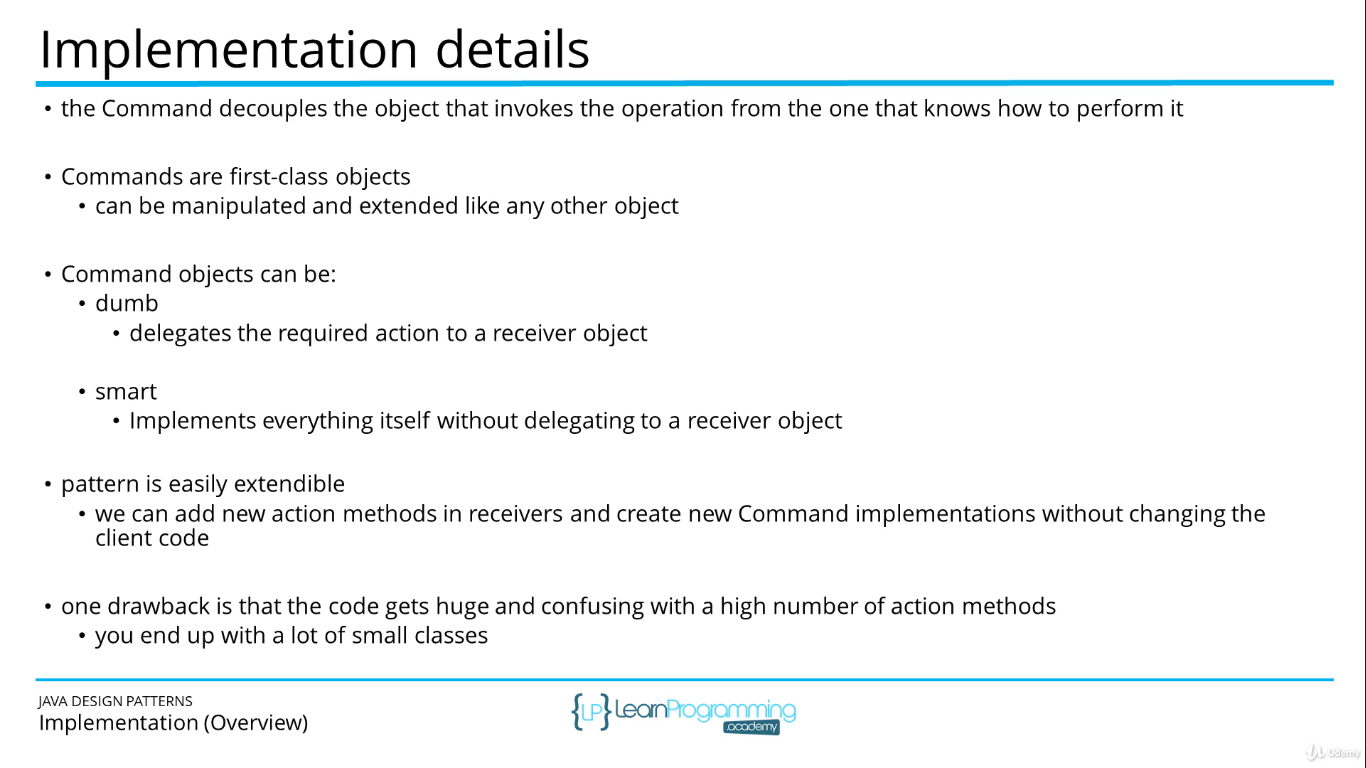 Implementation details
• the Command decouples the object that invokes the operation from the one that knows how to perform it
• Commands are first-class objects
• can be manipulated and extended like any other object
• Command objects can be:
• dumb
• delegates the required action to a receiver object
• smart
• Implements everything itself without delegating to a receiver object
• pattern is easily extendible
• we can add new action methods in receivers and create new Command implementations without changing the
client code
• one drawback is that the code gets huge and confusing with a high number of action methods
• you end up with a lot of small classes
JAVA DESIGN PATTERNS
Implementation (Overview)
{LP} LearnProgramming
.academy
Udemy